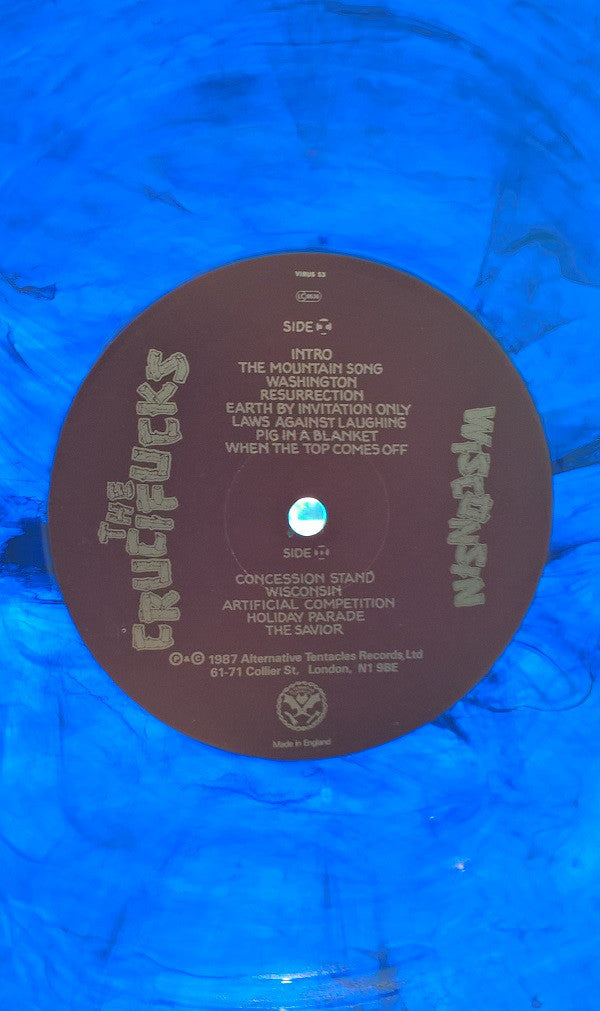 VIRUS 53
LC 8536
SIDE
INTRO
THE MOUNTAIN SONG
WASHINGTON
RESURRECTION
EARTH BY INVITATION ONLY
LAWS AGAINST LAUGHING
PIG IN A BLANKET
WHEN THE TOP COMES OFF
THE
CRUCIFUCKS
WISCONSIN
SIDE
CONCESSION STAND
WISCONSIN
ARTIFICIAL COMPETITION
HOLIDAY PARADE
THE SAVIOR
Ⓟ & © 1987 Alternative Tentacles Records, Ltd
61-71 Collier St, London, N1 9BE
Made in England